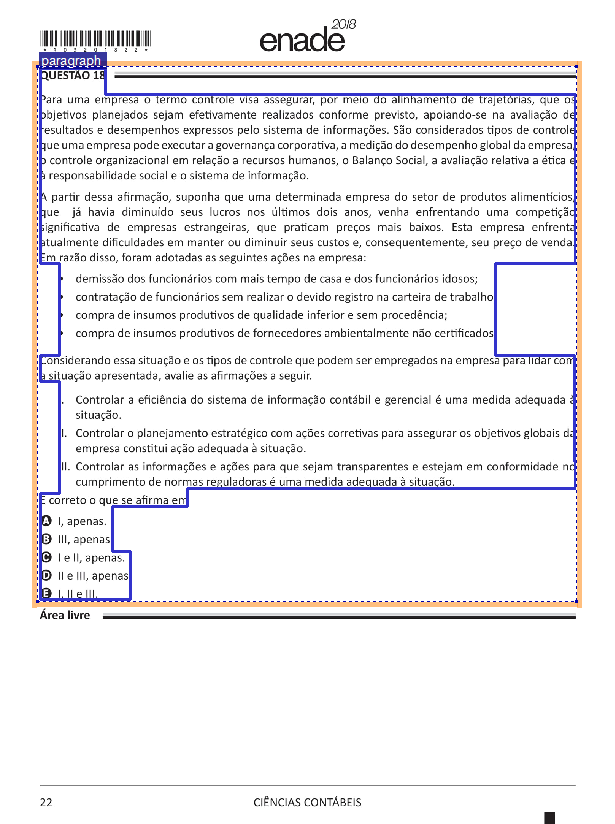 enade 2018
*R0220182 2*
paragraph
QUESTÃO 18
Para uma empresa o termo controle visa assegurar, por meio do alinhamento de trajetórias, que os
objetivos planejados sejam efetivamente realizados conforme previsto, apoiando-se na avaliação de
resultados e desempenhos expressos pelo sistema de informações. São considerados tipos de controle
que uma empresa pode executar a governança corporativa, a medição do desempenho global da empresa,
o controle organizacional em relação a recursos humanos, o Balanço Social, a avaliação relativa a ética e
à responsabilidade social e o sistema de informação.
A partir dessa afirmação, suponha que uma determinada empresa do setor de produtos alimentícios,
que já havia diminuído seus lucros nos últimos dois anos, venha enfrentando uma competição
significativa de empresas estrangeiras, que praticam preços mais baixos. Esta empresa enfrenta
atualmente dificuldades em manter ou diminuir seus custos e, consequentemente, seu preço de venda.
Em razão disso, foram adotadas as seguintes ações na empresa:
• demissão dos funcionários com mais tempo de casa e dos funcionários idosos;
• contratação de funcionários sem realizar o devido registro na carteira de trabalho
• compra de insumos produtivos de qualidade inferior e sem procedência;
• compra de insumos produtivos de fornecedores ambientalmente não certificados
Considerando essa situação e os tipos de controle que podem ser empregados na empresa para lidar com
a situação apresentada, avalie as afirmações a seguir.
I. Controlar a eficiência do sistema de informação contábil e gerencial é uma medida adequada à
situação.
II. Controlar o planejamento estratégico com ações corretivas para assegurar os objetivos globais da
empresa constitui ação adequada à situação.
III. Controlar as informações e ações para que sejam transparentes e estejam em conformidade no
cumprimento de normas reguladoras é uma medida adequada à situação.
É correto o que se afirma em
A I, apenas.
B III, apenas
C I e II, apenas.
D II e III, apenas
E I, II e III.
Área livre
22 CIÊNCIAS CONTÁBEIS